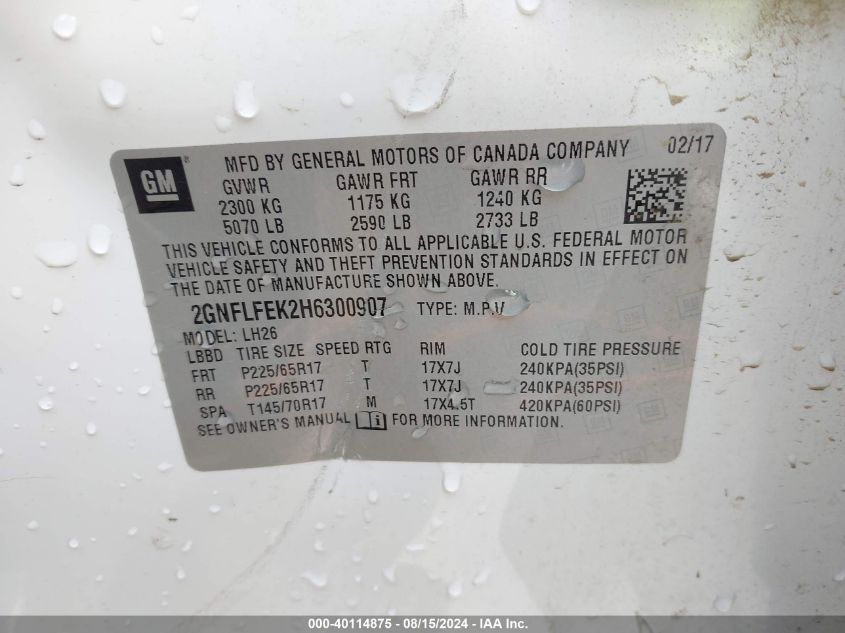 GM
MFD BY GENERAL MOTORS OF CANADA COMPANY 02/17
GVWR GAWR FRT GAWR RR
2300 KG 1175 KG 1240 KG
5070 LB 2590 LB 2733 LB
THIS VEHICLE CONFORMS TO ALL APPLICABLE U.S. FEDERAL MOTOR
VEHICLE SAFETY AND THEFT PREVENTION STANDARDS IN EFFECT ON
THE DATE OF MANUFACTURE SHOWN ABOVE.
2GNFLFEK2H6300907 TYPE: M.P.V
MODEL: LH26
LBBD TIRE SIZE SPEED RTG RIM COLD TIRE PRESSURE
FRT P225/65R17 T 17X7J 240KPA(35PSI)
RR P225/65R17 T 17X7J 240KPA(35PSI)
SPA T145/70R17 M 17X4.5T 420KPA(60PSI)
SEE OWNER'S MANUAL FOR MORE INFORMATION.
000-40114875 - 08/15/2024 - IAA Inc.